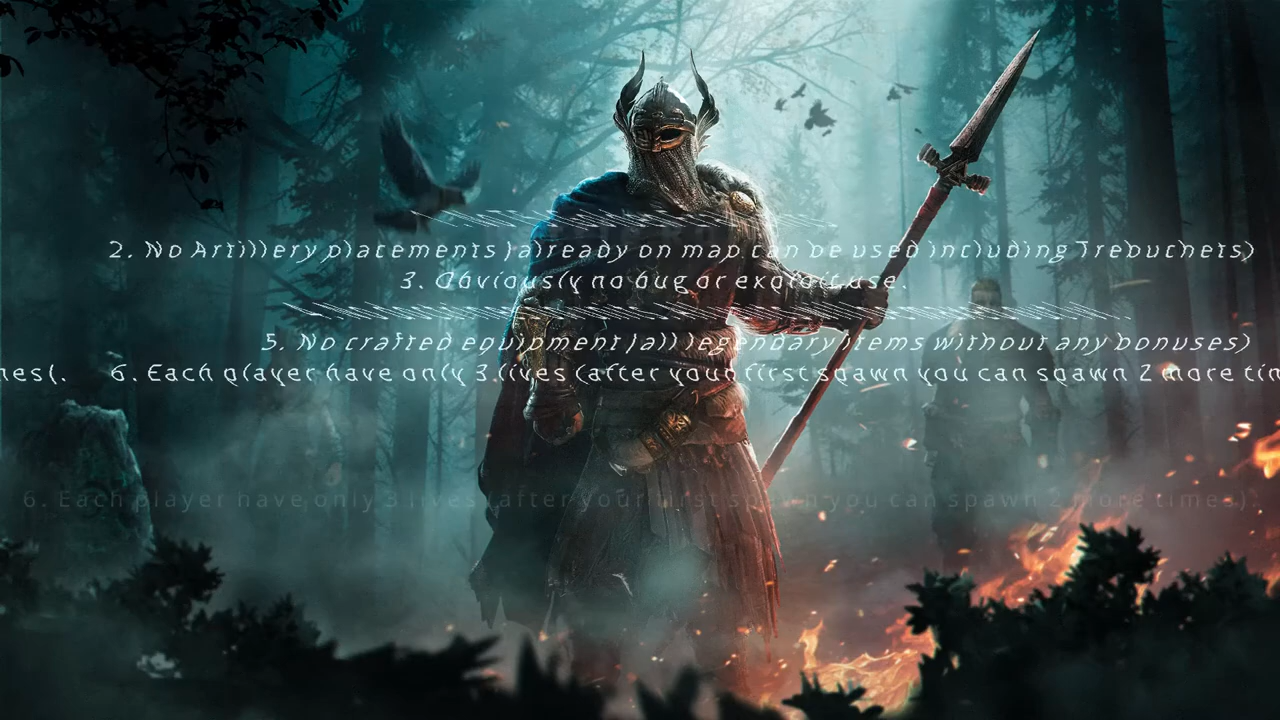 2. No Artillery placements (already on map can be used including Trebuchets)
3. Obviously no bug or exploit use.
5. No crafted equipment (all legendary items without any bonuses)
6. Each player have only 3 lives (after your first spawn you can spawn 2 more times).
6. Each player have only 3 lives (after your first spawn you can spawn 2 more times).